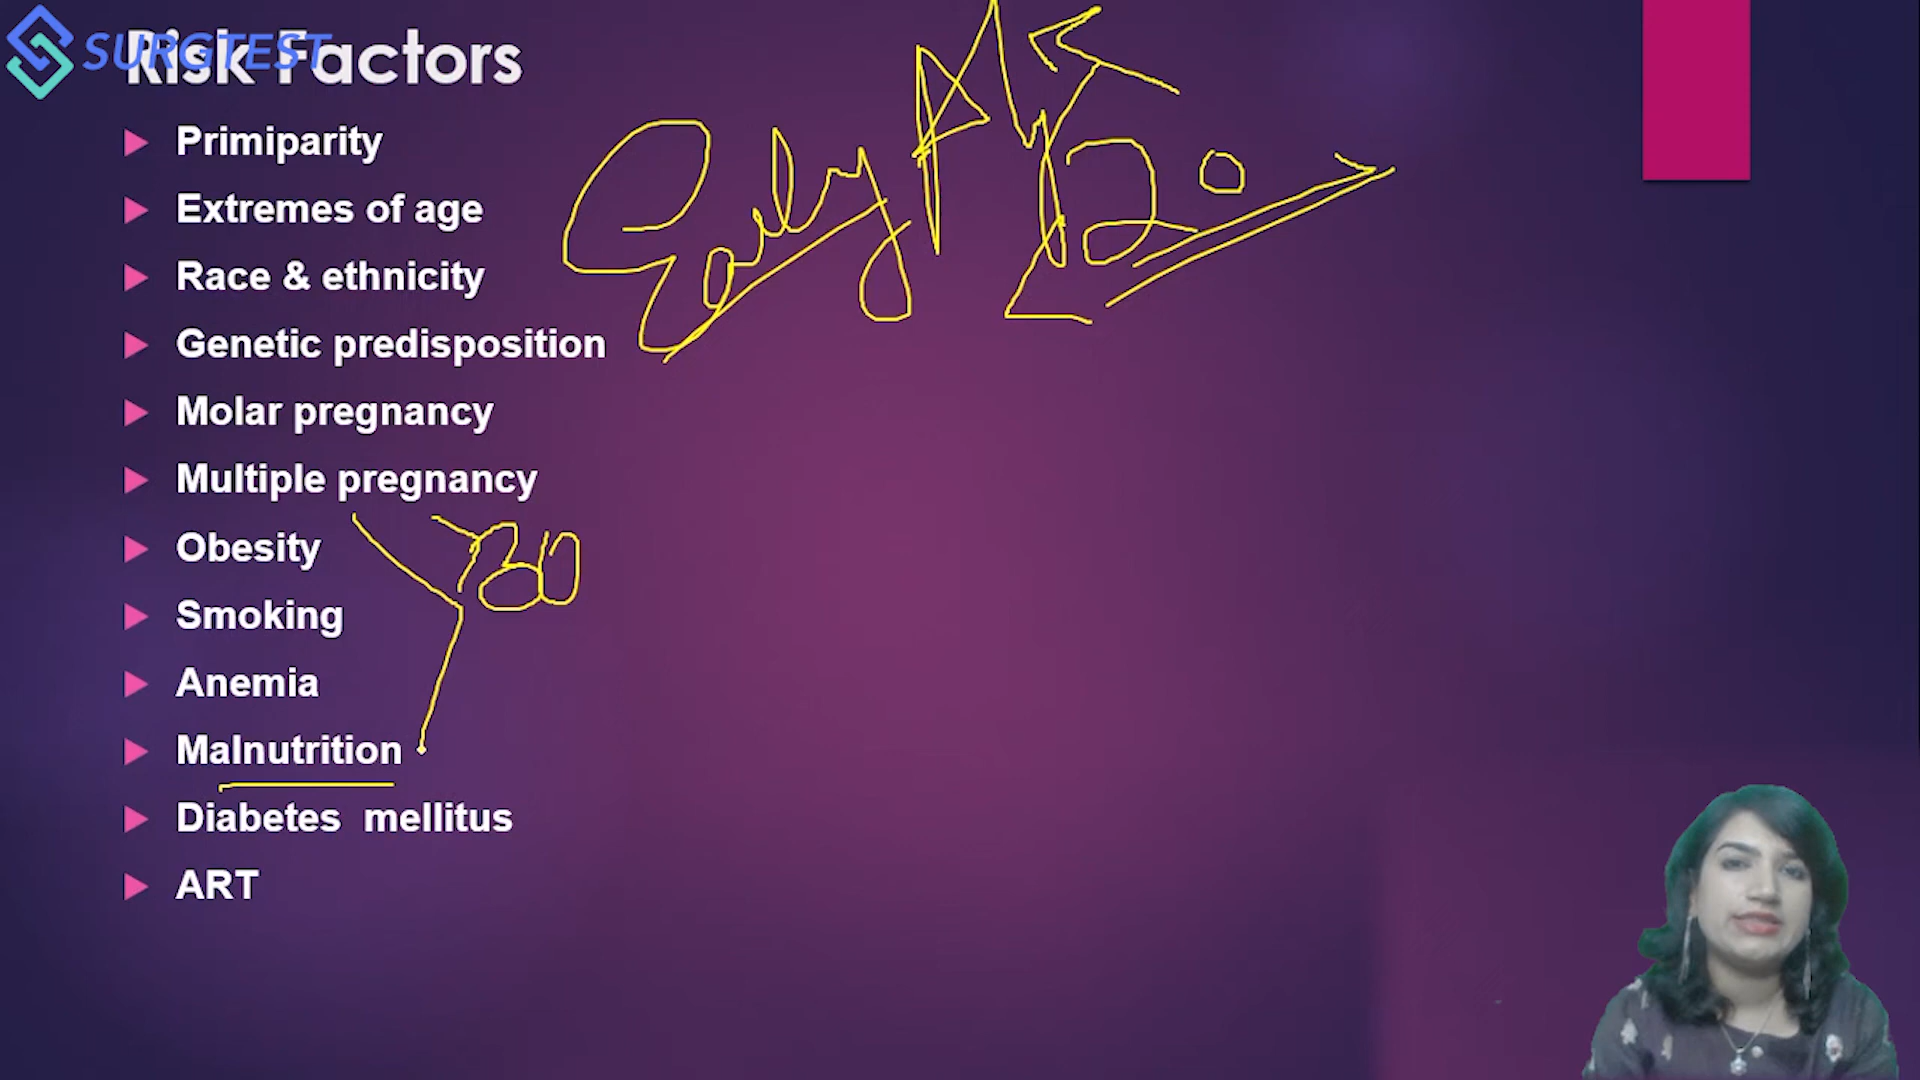 SURGTEST
Risk Factors
Primiparity
Extremes of age
Race & ethnicity
Genetic predisposition
Molar pregnancy
Multiple pregnancy
Obesity
Smoking
Anemia
Malnutrition
Diabetes mellitus
ART
Early
20
>30